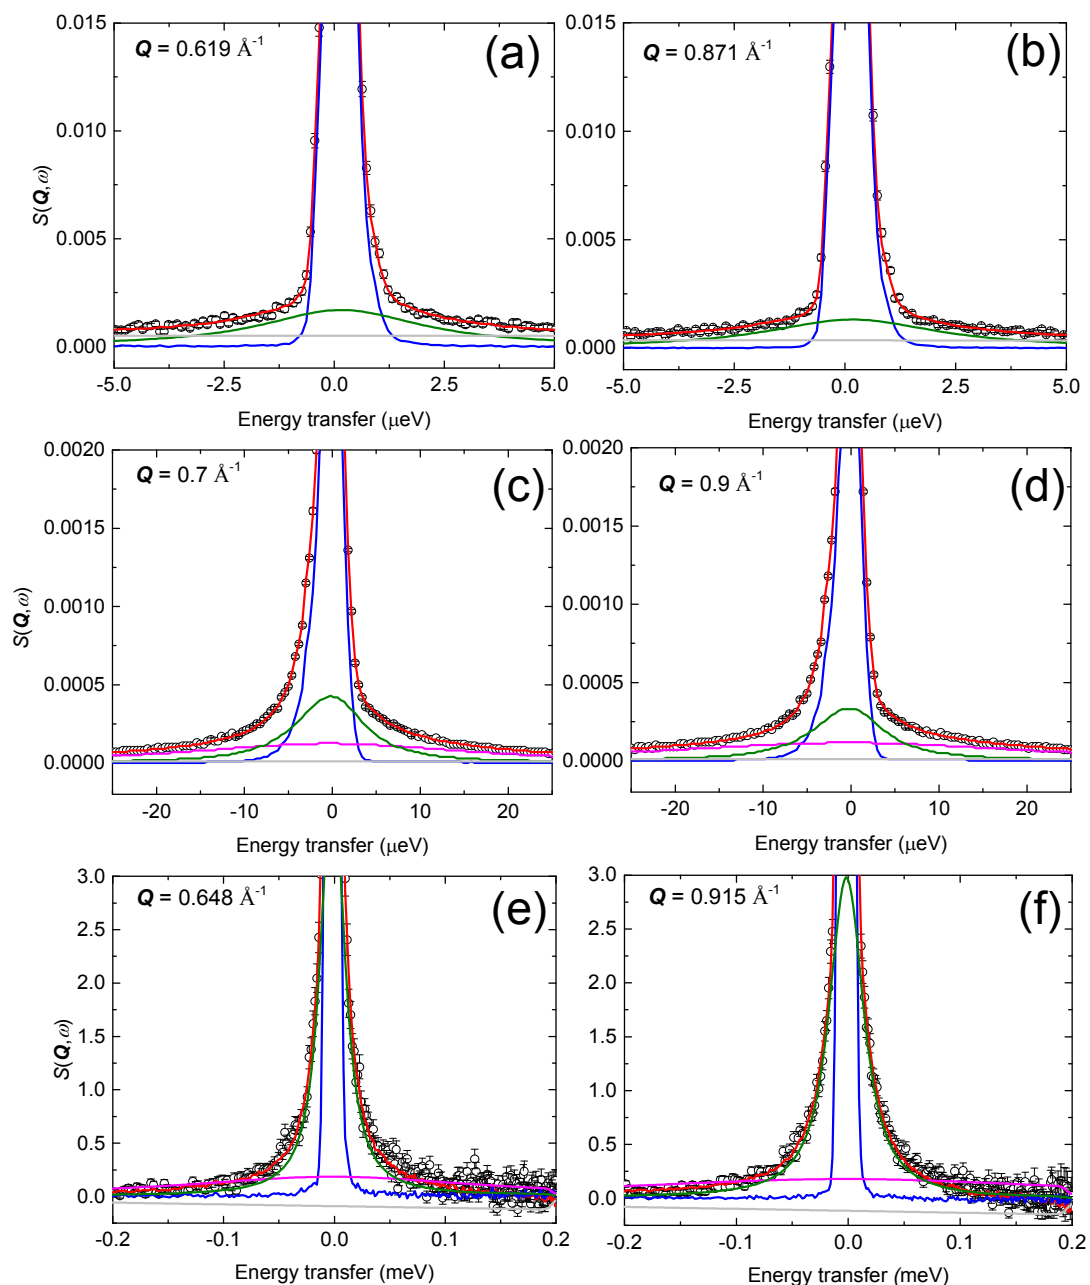 Q = 0.619 Å-1
(a)
0.015
0.010
0.005
0.000
S(Q,ω)
-5.0 -2.5 0.0 2.5 5.0
Energy transfer (μeV)
Q = 0.871 Å-1
(b)
0.015
0.010
0.005
0.000
-5.0 -2.5 0.0 2.5 5.0
Energy transfer (μeV)
Q = 0.7 Å-1
(c)
0.0020
0.0015
0.0010
0.0005
0.0000
S(Q,ω)
-20 -10 0 10 20
Energy transfer (μeV)
Q = 0.9 Å-1
(d)
0.0020
0.0015
0.0010
0.0005
0.0000
-20 -10 0 10 20
Energy transfer (μeV)
Q = 0.648 Å-1
(e)
3.0
2.5
2.0
1.5
1.0
0.5
0.0
S(Q,ω)
-0.2 -0.1 0.0 0.1 0.2
Energy transfer (meV)
Q = 0.915 Å-1
(f)
3.0
2.5
2.0
1.5
1.0
0.5
0.0
-0.2 -0.1 0.0 0.1 0.2
Energy transfer (meV)